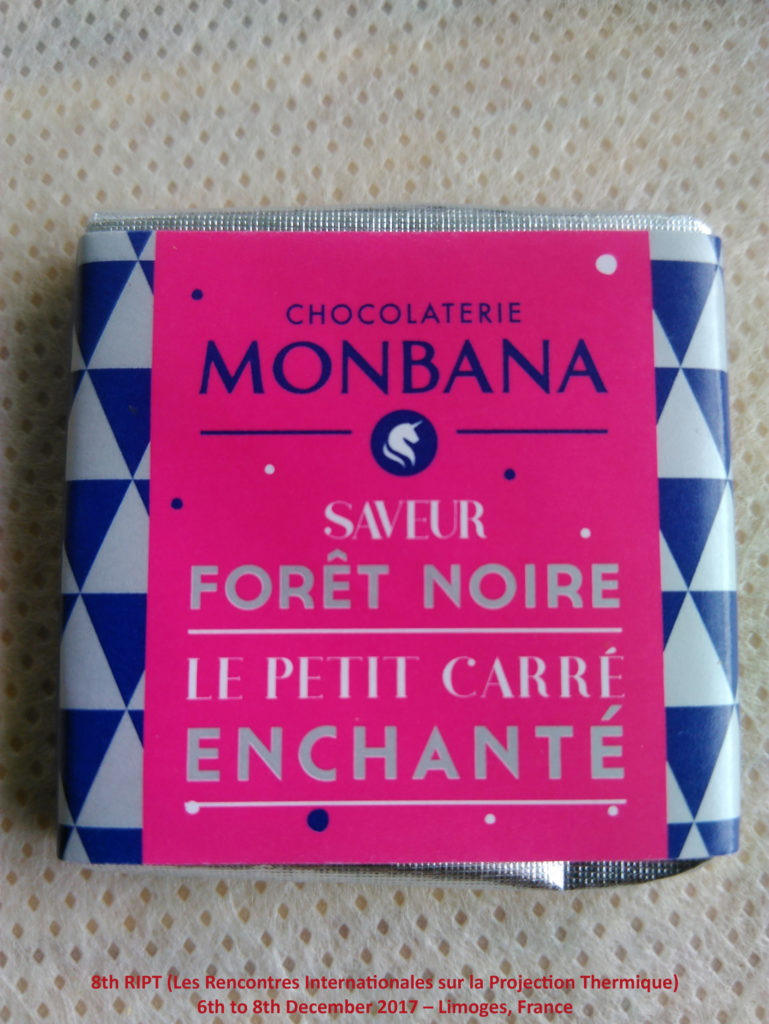 CHOCOLATERIE
MONBANA
SAVEUR
FORÊT NOIRE
LE PETIT CARRÉ
ENCHANTÉ
8th RIPT (Les Rencontres Internationales sur la Projection Thermique)
6th to 8th December 2017 – Limoges, France